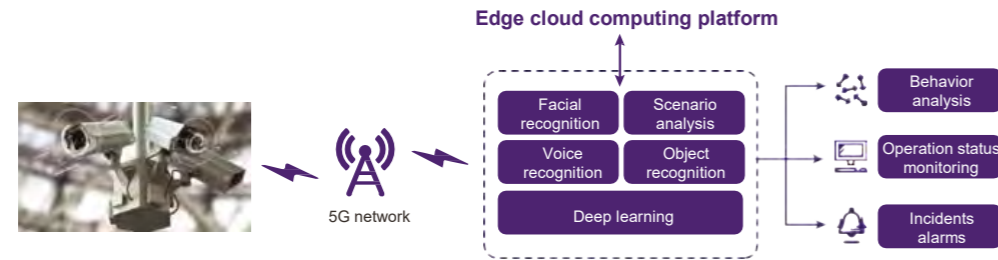 Edge cloud computing platform
Facial
recognition
Scenario
analysis
Voice
recognition
Object
recognition
Deep learning
5G network
Behavior
analysis
Operation status
monitoring
Incidents
alarms